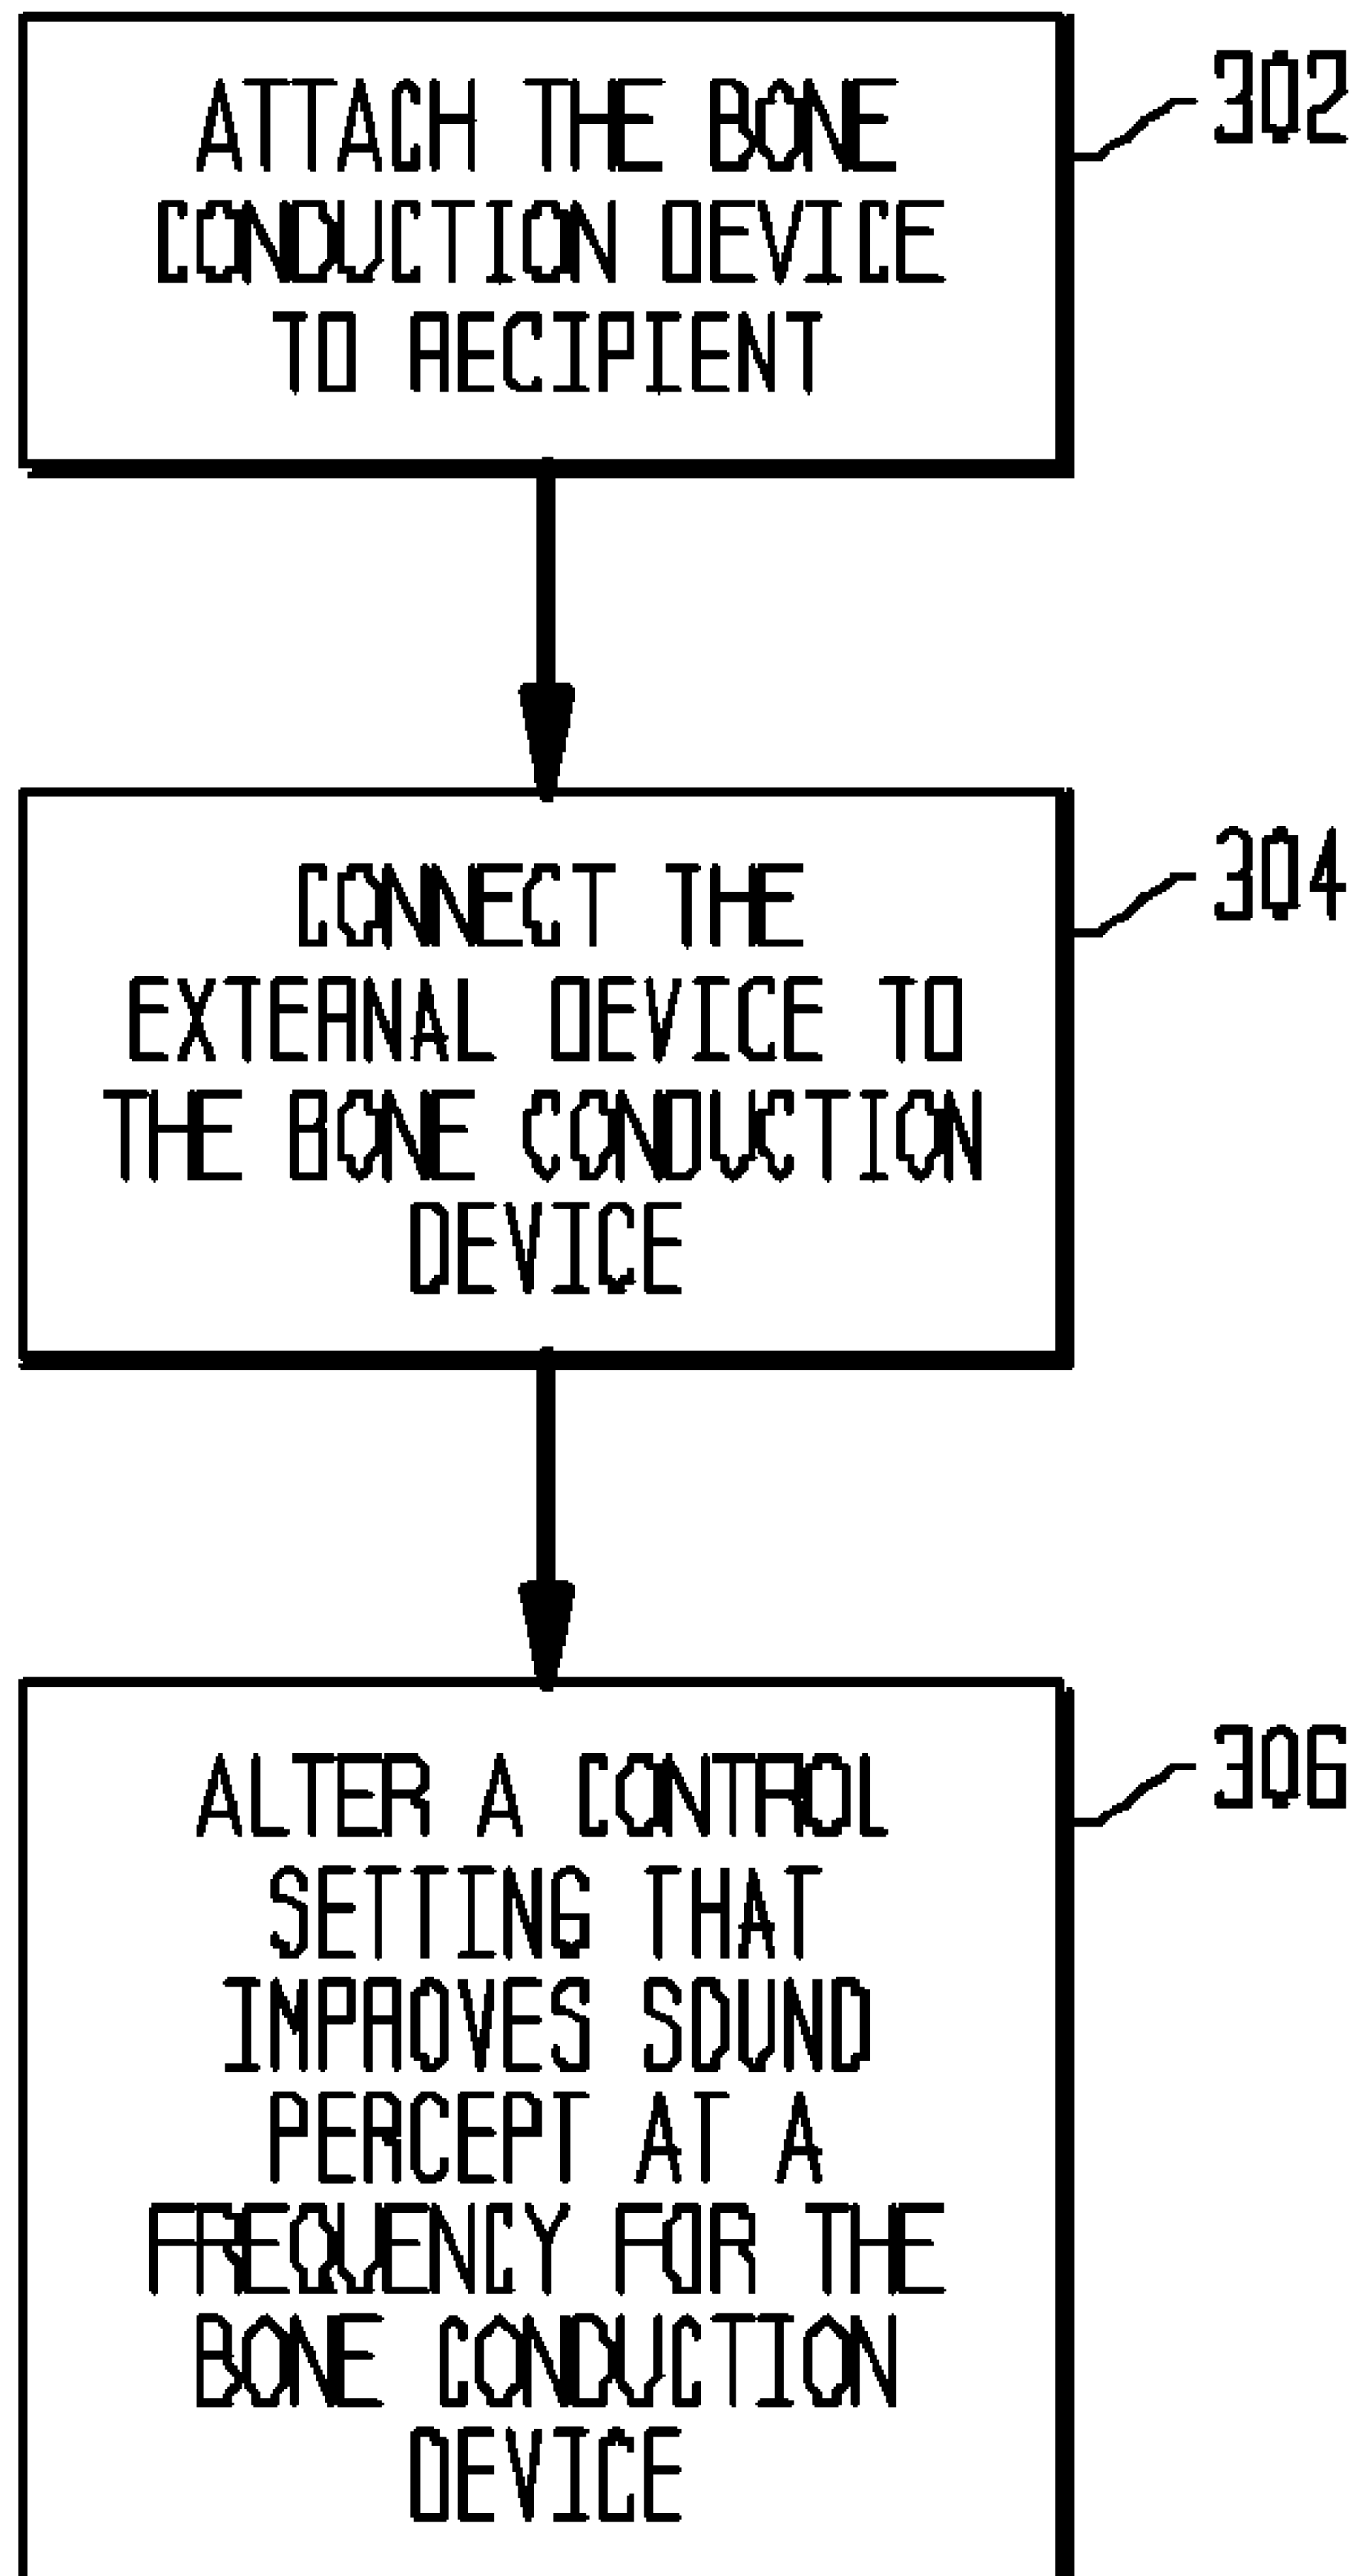 ATTACH THE BONE
CONDUCTION DEVICE
TO RECIPIENT
302
CONNECT THE
EXTERNAL DEVICE TO
THE BONE CONDUCTION
DEVICE
304
ALTER A CONTROL
SETTING THAT
IMPROVES SOUND
PERCEPT AT A
FREQUENCY FOR THE
BONE CONDUCTION
DEVICE
306